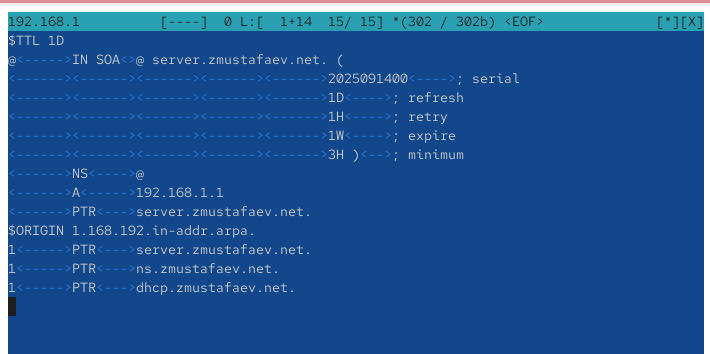 192.168.1 [----] 0 L:[ 1+14 15/ 15] *(302 / 302b) <EOF> [*][X]
$TTL 1D
@<------>IN SOA<>@ server.zmustafaev.net. (
<------><------><------><------><------>2025091400<---->; serial
<------><------><------><------><------>1D<---->; refresh
<------><------><------><------><------>1H<---->; retry
<------><------><------><------><------>1W<---->; expire
<------><------><------><------><------>3H )<-->; minimum
<------>NS<---->@
<------>A<----->192.168.1.1
<------>PTR<--->server.zmustafaev.net.
$ORIGIN 1.168.192.in-addr.arpa.
1<----->PTR<--->server.zmustafaev.net.
1<----->PTR<--->ns.zmustafaev.net.
1<----->PTR<--->dhcp.zmustafaev.net.